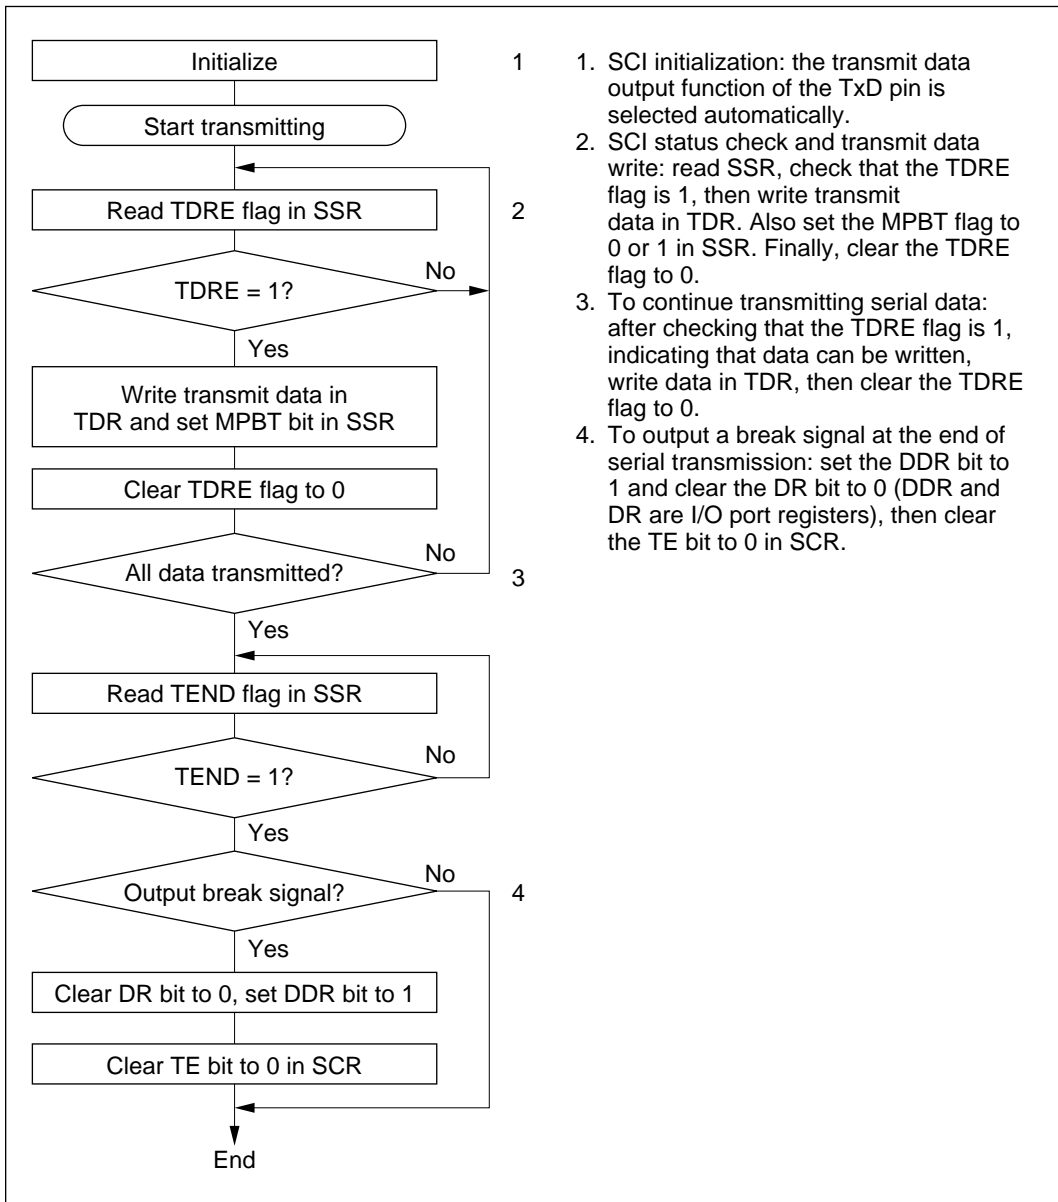 Initialize
1
Start transmitting
Read TDRE flag in SSR
2
TDRE = 1?
No
Yes
Write transmit data in
TDR and set MPBT bit in SSR
Clear TDRE flag to 0
All data transmitted?
No
3
Yes
Read TEND flag in SSR
TEND = 1?
No
Yes
Output break signal?
No
4
Yes
Clear DR bit to 0, set DDR bit to 1
Clear TE bit to 0 in SCR
End
1. SCI initialization: the transmit data
output function of the TxD pin is
selected automatically.
2. SCI status check and transmit data
write: read SSR, check that the TDRE
flag is 1, then write transmit
data in TDR. Also set the MPBT flag to
0 or 1 in SSR. Finally, clear the TDRE
flag to 0.
3. To continue transmitting serial data:
after checking that the TDRE flag is 1,
indicating that data can be written,
write data in TDR, then clear the TDRE
flag to 0.
4. To output a break signal at the end of
serial transmission: set the DDR bit to
1 and clear the DR bit to 0 (DDR and
DR are I/O port registers), then clear
the TE bit to 0 in SCR.